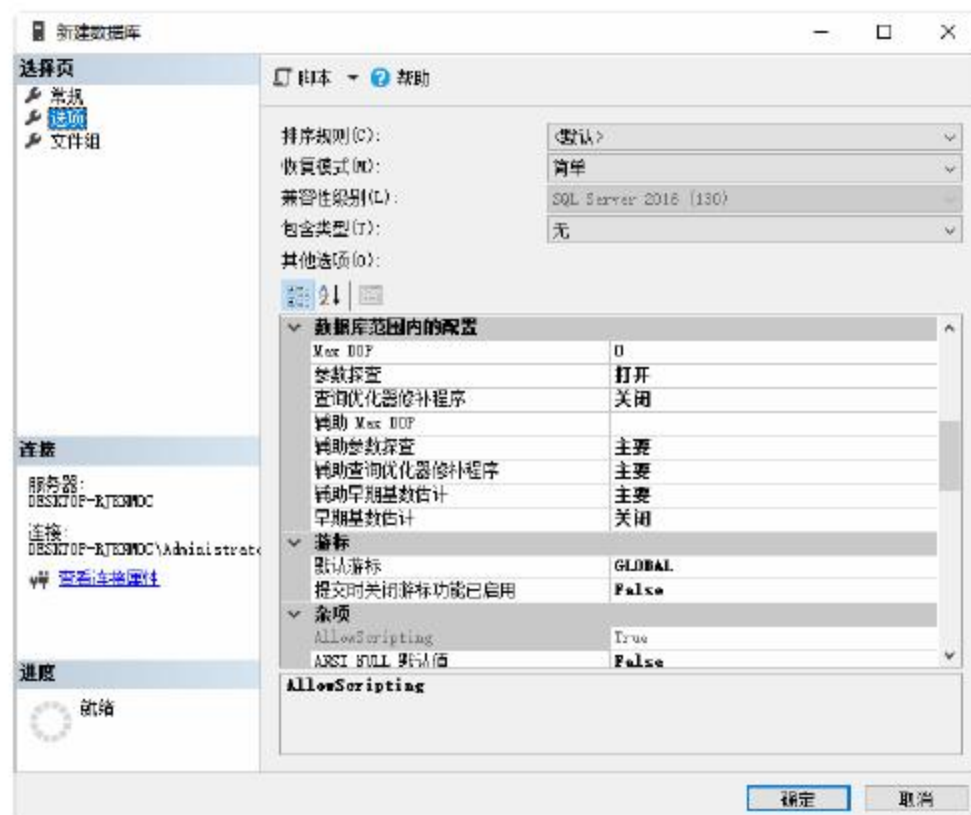 新建数据库
选择页
常规
选项
文件组
脚本 帮助
排序规则(C): <默认>
恢复模式(M): 简单
兼容性级别(L): SQL Server 2016 (130)
包含类型(T): 无
其他选项(O):
数据库范围内的配置
Max DOP 0
参数探查 打开
查询优化器修补程序 关闭
辅助 Max DOP
辅助参数探查 主要
辅助查询优化器修补程序 主要
辅助早期基数估计 主要
早期基数估计 关闭
游标
默认游标 GLOBAL
提交时关闭游标功能已启用 False
杂项
AllowScripting True
ANSI NULL 默认值 False
AllowScripting
连接
服务器:
连接:
查看连接属性
进度
就绪
确定 取消